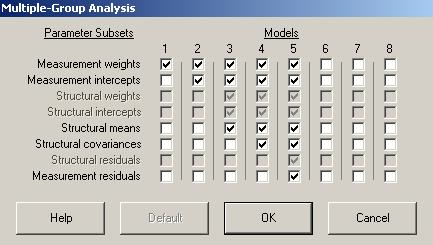 Multiple-Group Analysis
Parameter Subsets Models
1 2 3 4 5 6 7 8
Measurement weights
Measurement intercepts
Structural weights
Structural intercepts
Structural means
Structural covariances
Structural residuals
Measurement residuals
Help Default OK Cancel